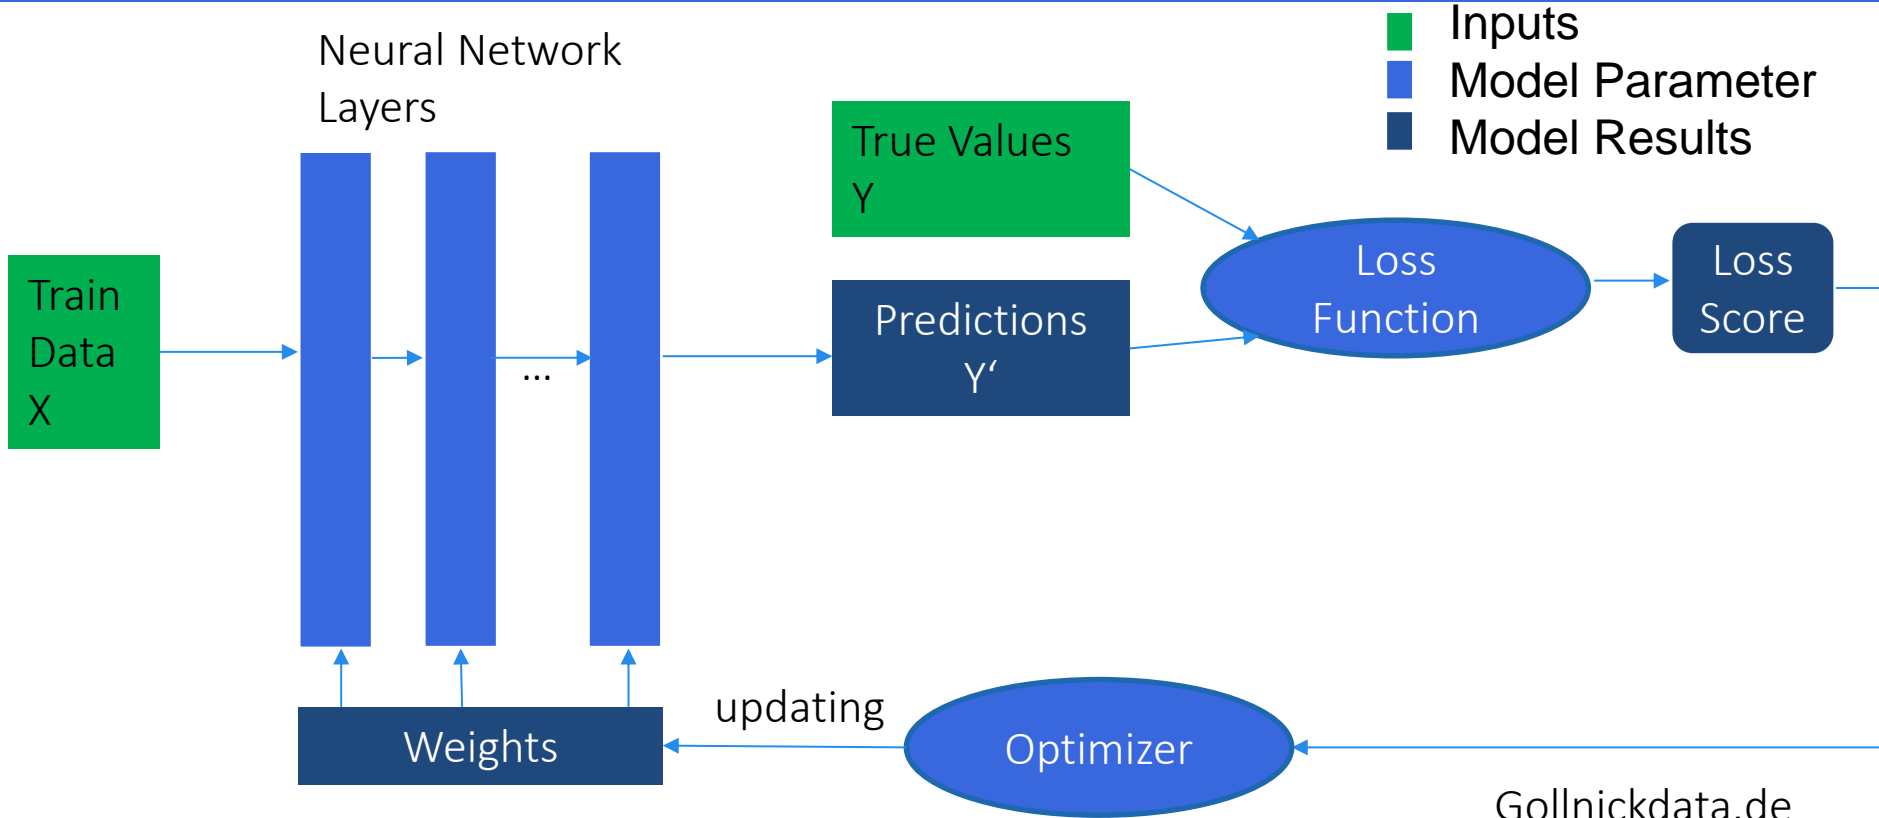 Neural Network
Layers
Inputs
Model Parameter
Model Results
True Values
Y
Train
Data
X
...
Predictions
Y‘
Loss
Function
Loss
Score
Weights
updating
Optimizer
Gollnickdata.de